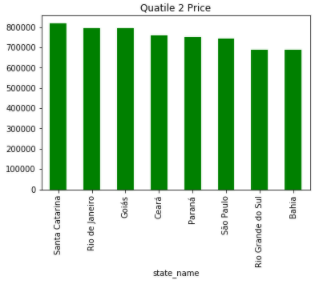 Quatile 2 Price
800000
700000
600000
500000
400000
300000
200000
100000
0
Santa Catarina
Rio de Janeiro
Goiás
Ceará
Paraná
São Paulo
Rio Grande do Sul
Bahia
state_name